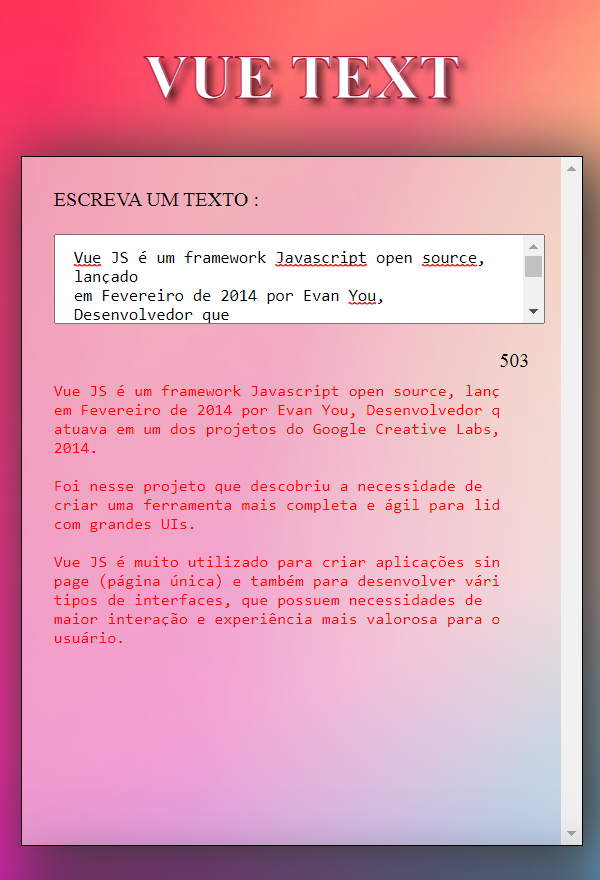 VUE TEXT
ESCREVA UM TEXTO :
Vue JS é um framework Javascript open source,
lançado
em Fevereiro de 2014 por Evan You,
Desenvolvedor que
503
Vue JS é um framework Javascript open source, lanç
em Fevereiro de 2014 por Evan You, Desenvolvedor q
atuava em um dos projetos do Google Creative Labs,
2014.
Foi nesse projeto que descobriu a necessidade de
criar uma ferramenta mais completa e ágil para lid
com grandes UIs.
Vue JS é muito utilizado para criar aplicações sin
page (página única) e também para desenvolver vári
tipos de interfaces, que possuem necessidades de
maior interação e experiência mais valorosa para o
usuário.